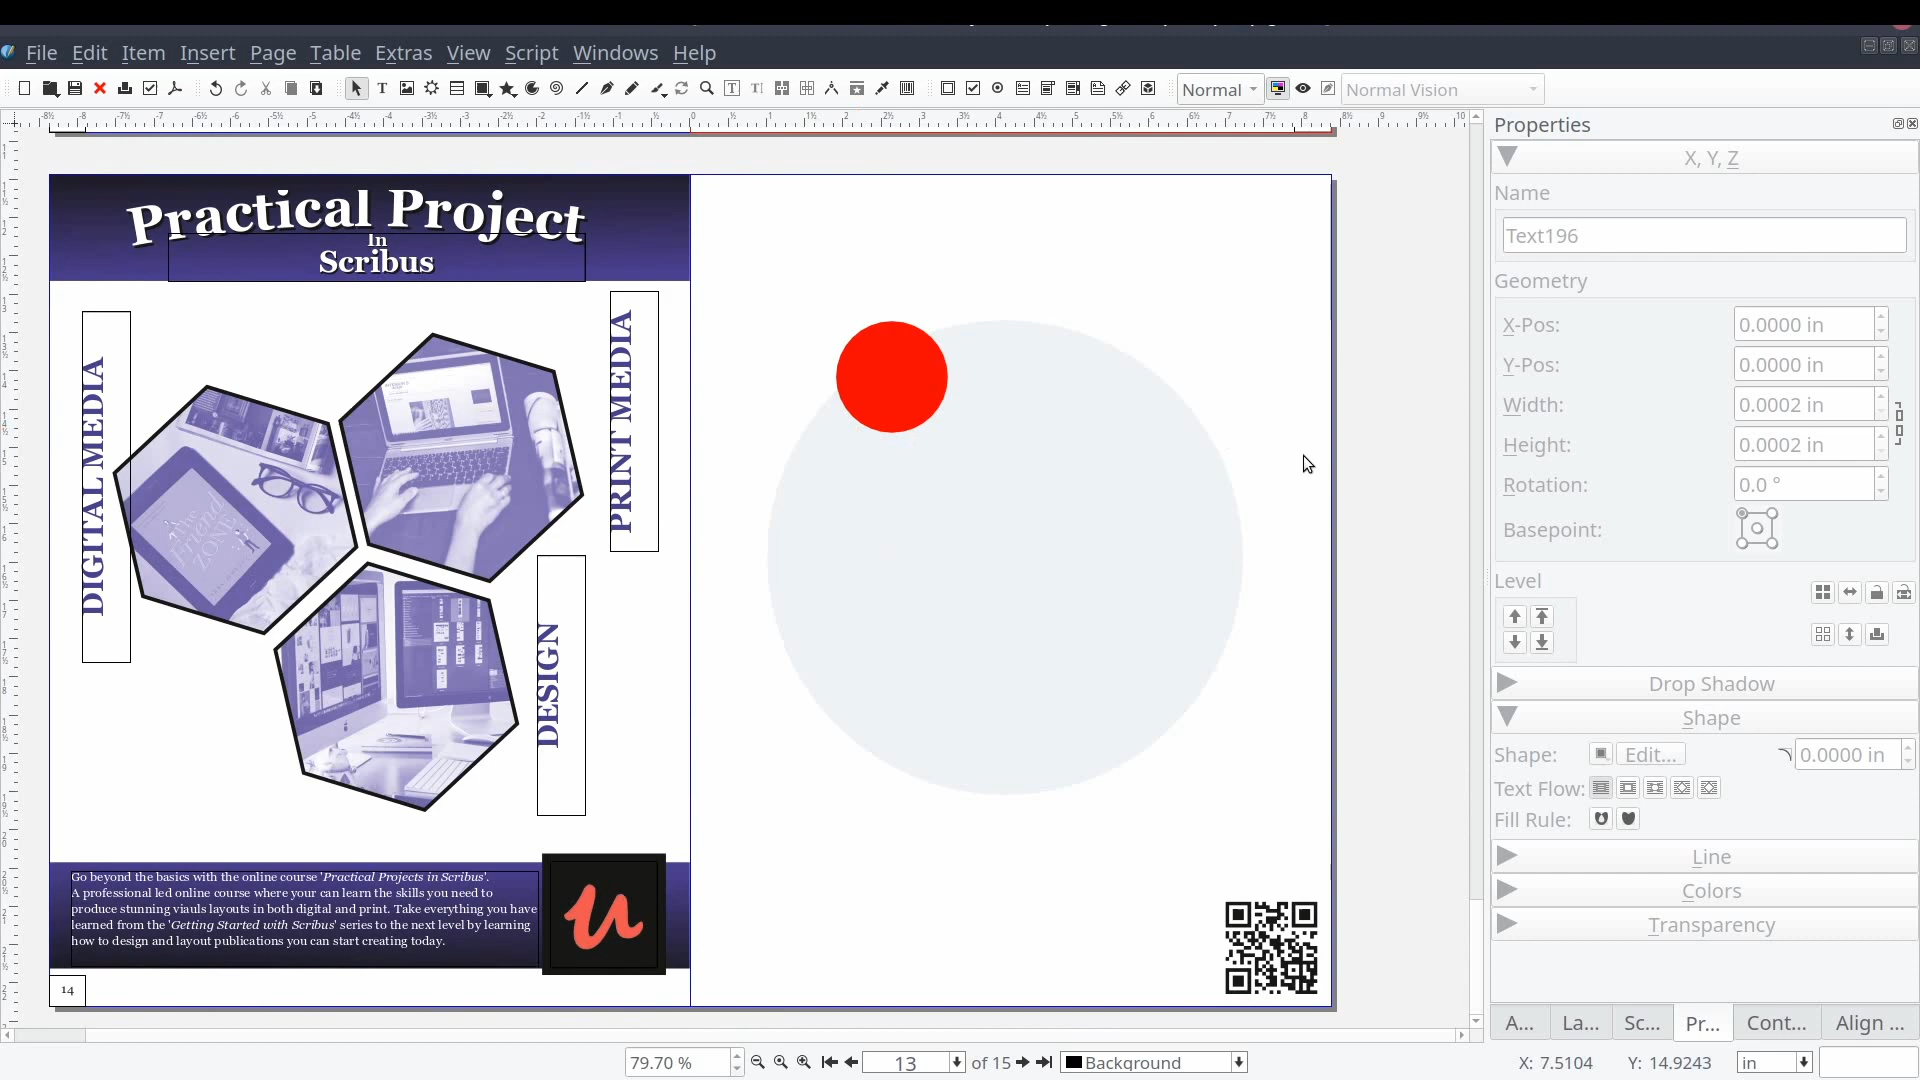 File Edit Item Insert Page Table Extras View Script Windows Help
Normal
Normal Vision
Practical Project
In
Scribus
DIGITAL MEDIA
PRINT MEDIA
DESIGN
The
Friend
ZONE
Go beyond the basics with the online course 'Practical Projects in Scribus'.
A professional led online course where your can learn the skills you need to
produce stunning viauls layouts in both digital and print. Take everything you have
learned from the 'Getting Started with Scribus' series to the next level by learning
how to design and layout publications you can start creating today.
14
Properties
X, Y, Z
Name
Text196
Geometry
X-Pos: 0.0000 in
Y-Pos: 0.0000 in
Width: 0.0002 in
Height: 0.0002 in
Rotation: 0.0 °
Basepoint:
Level
Drop Shadow
Shape
Shape: Edit... 0.0000 in
Text Flow:
Fill Rule:
Line
Colors
Transparency
A... La... Sc... Pr... Cont... Align ...
79.70 % 13 of 15 Background X: 7.5104 Y: 14.9243 in